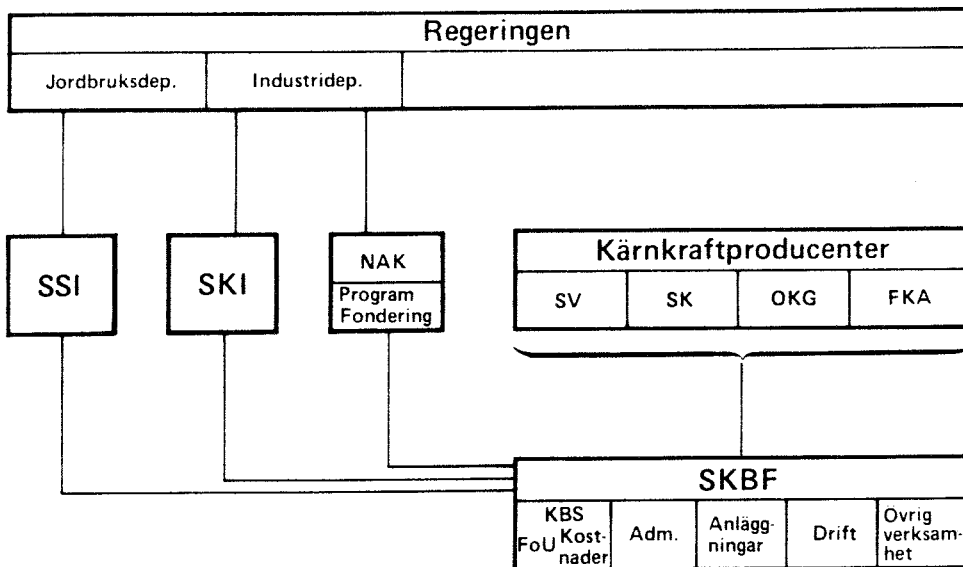 Regeringen
Jordbruksdep. Industridep.
SSI
SKI
NAK
Program
Fondering
Kärnkraftproducenter
SV SK OKG FKA
SKBF
KBS
FoU Kost-
nader
Adm.
Anlägg-
ningar
Drift
Övrig
verksam-
het